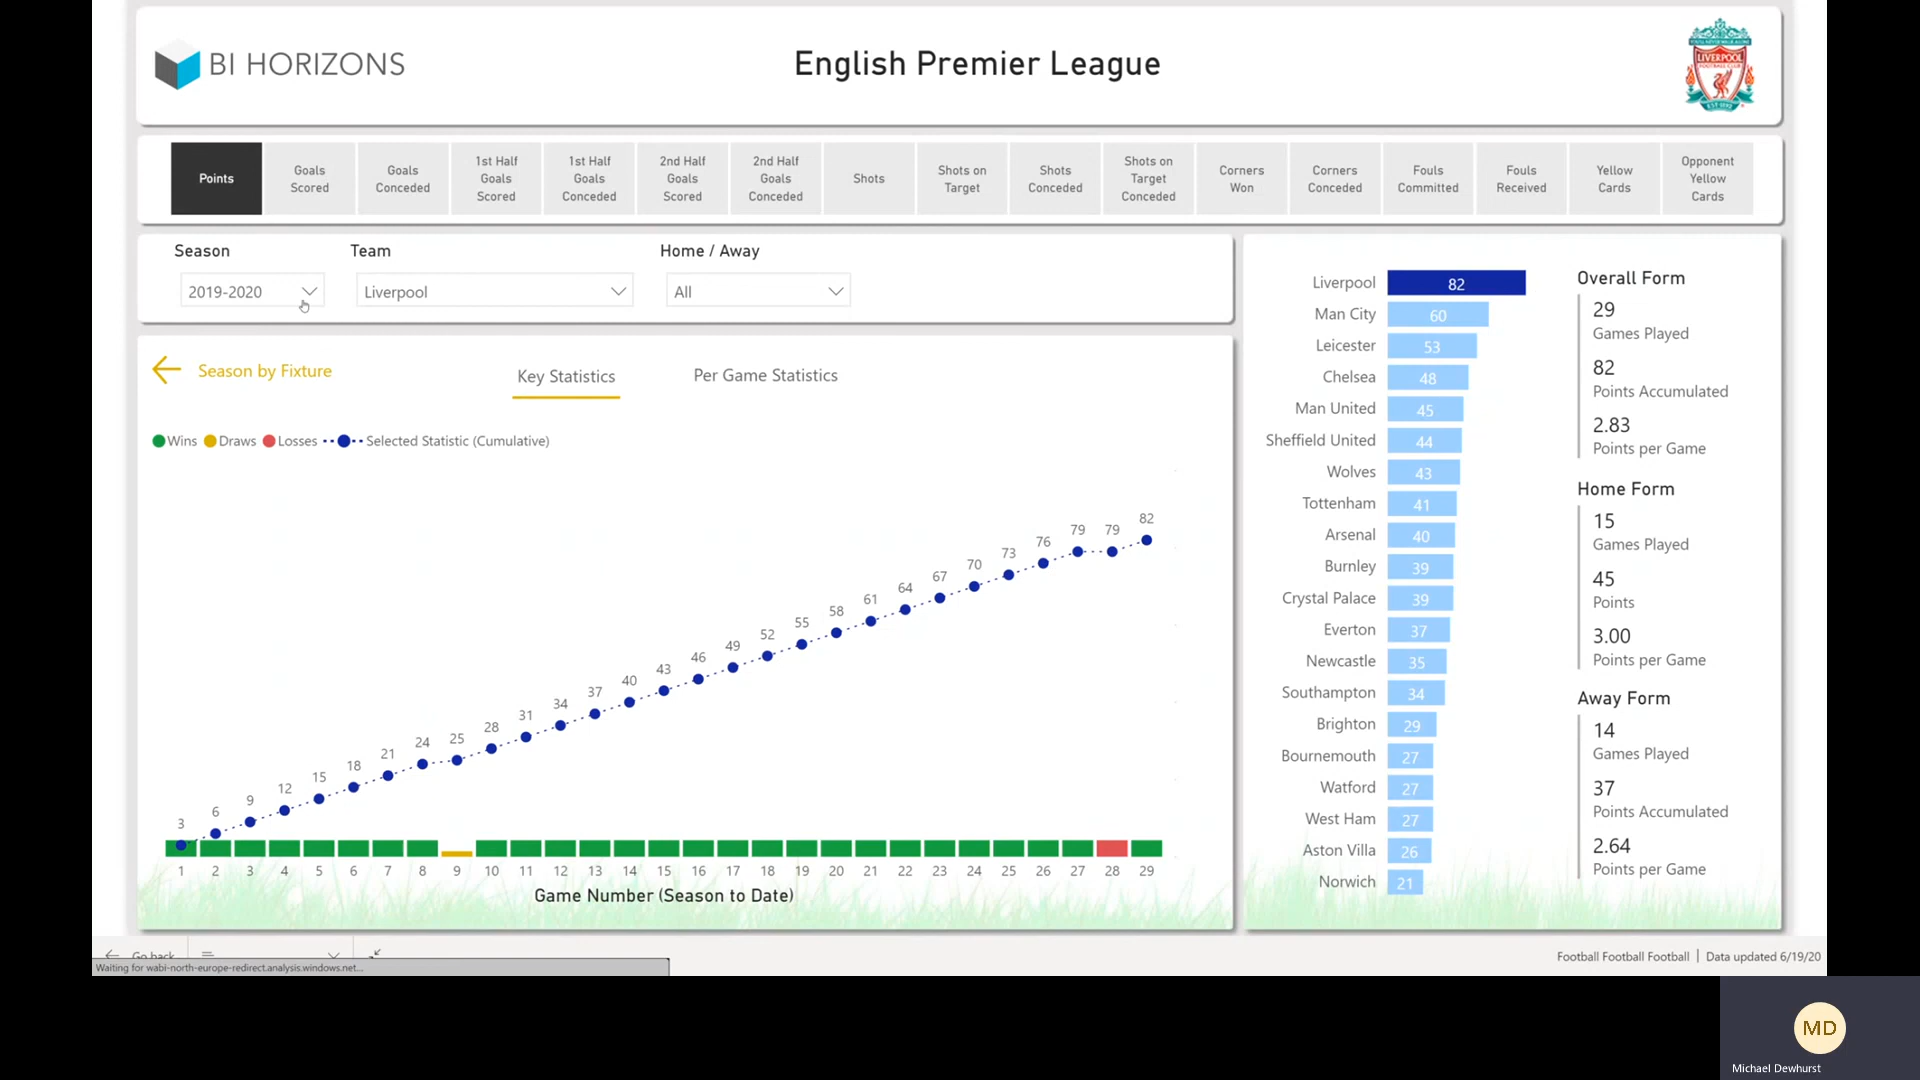 BI HORIZONS
English Premier League
LIVERPOOL
Points
Goals
Scored
Goals
Conceded
1st Half
Goals
Scored
1st Half
Goals
Conceded
2nd Half
Goals
Scored
2nd Half
Goals
Conceded
Shots
Shots on
Target
Shots
Conceded
Shots on
Target
Conceded
Corners
Won
Corners
Conceded
Fouls
Committed
Fouls
Received
Yellow
Cards
Opponent
Yellow
Cards
Season
Team
Home / Away
2019-2020
Liverpool
All
Season by Fixture
Key Statistics
Per Game Statistics
Wins Draws Losses Selected Statistic (Cumulative)
3 6 9 12 15 18 21 24 25 28 31 34 37 40 43 46 49 52 55 58 61 64 67 70 73 76 79 79 82
1 2 3 4 5 6 7 8 9 10 11 12 13 14 15 16 17 18 19 20 21 22 23 24 25 26 27 28 29
Game Number (Season to Date)
Liverpool 82
Man City 60
Leicester 53
Chelsea 48
Man United 45
Sheffield United 44
Wolves 43
Tottenham 41
Arsenal 40
Burnley 39
Crystal Palace 39
Everton 37
Newcastle 35
Southampton 34
Brighton 29
Bournemouth 27
Watford 27
West Ham 27
Aston Villa 26
Norwich 21
Overall Form
29
Games Played
82
Points Accumulated
2.83
Points per Game
Home Form
15
Games Played
45
Points
3.00
Points per Game
Away Form
14
Games Played
37
Points Accumulated
2.64
Points per Game
Go back
Waiting for wabi-north-europe-redirect.analysis.windows.net...
Football Football Football | Data updated 6/19/20
MD
Michael Dewhurst